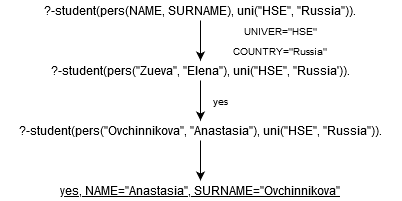 ?-student(pers(NAME, SURNAME), uni("HSE", "Russia")).
UNIVER="HSE"
COUNTRY="Russia"
?-student(pers("Zueva", "Elena"), uni("HSE", "Russia')).
yes
?-student(pers("Ovchinnikova", "Anastasia"), uni("HSE", "Russia")).
yes, NAME="Anastasia", SURNAME="Ovchinnikova"